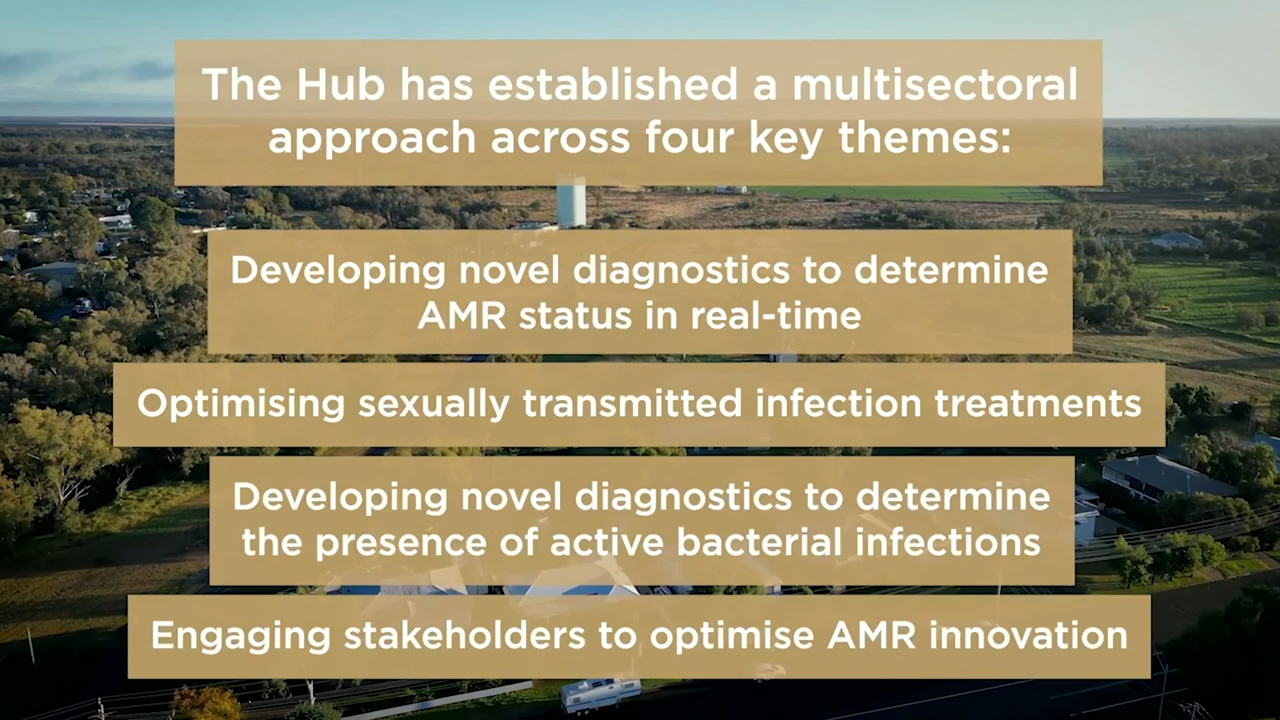 The Hub has established a multisectoral
approach across four key themes:
Developing novel diagnostics to determine
AMR status in real-time
Optimising sexually transmitted infection treatments
Developing novel diagnostics to determine
the presence of active bacterial infections
Engaging stakeholders to optimise AMR innovation